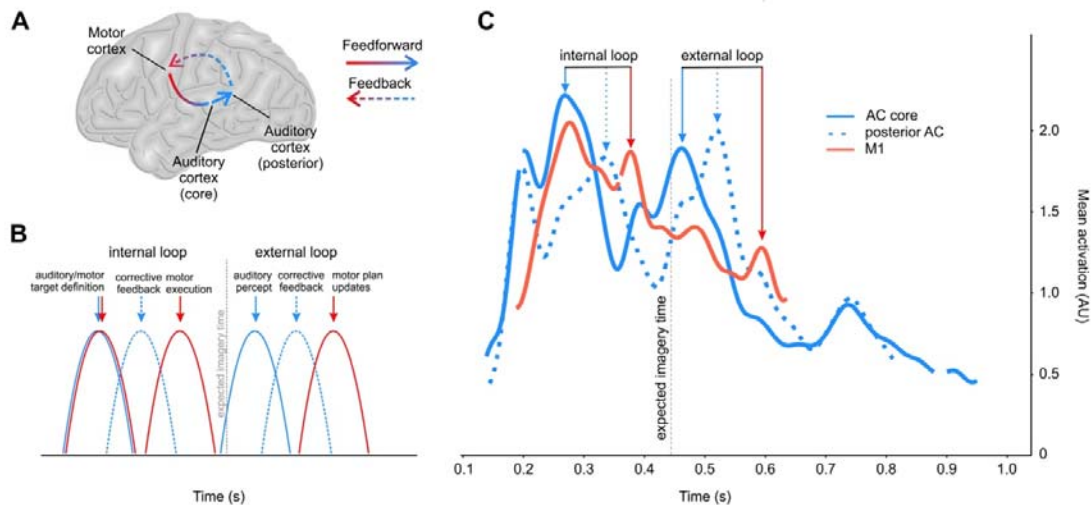 A
Motor
cortex
Feedforward
Feedback
Auditory
cortex
(posterior)
Auditory
cortex
(core)
B
internal loop
external loop
auditory/motor
target definition
corrective
feedback
motor
execution
auditory
percept
corrective
feedback
motor plan
updates
expected imagery time
Time (s)
C
internal loop
external loop
AC core
posterior AC
M1
expected imagery time
2.0
1.5
1.0
0.5
0
Mean activation (AU)
0.1 0.2 0.3 0.4 0.5 0.6 0.7 0.8 0.9 1.0
Time (s)